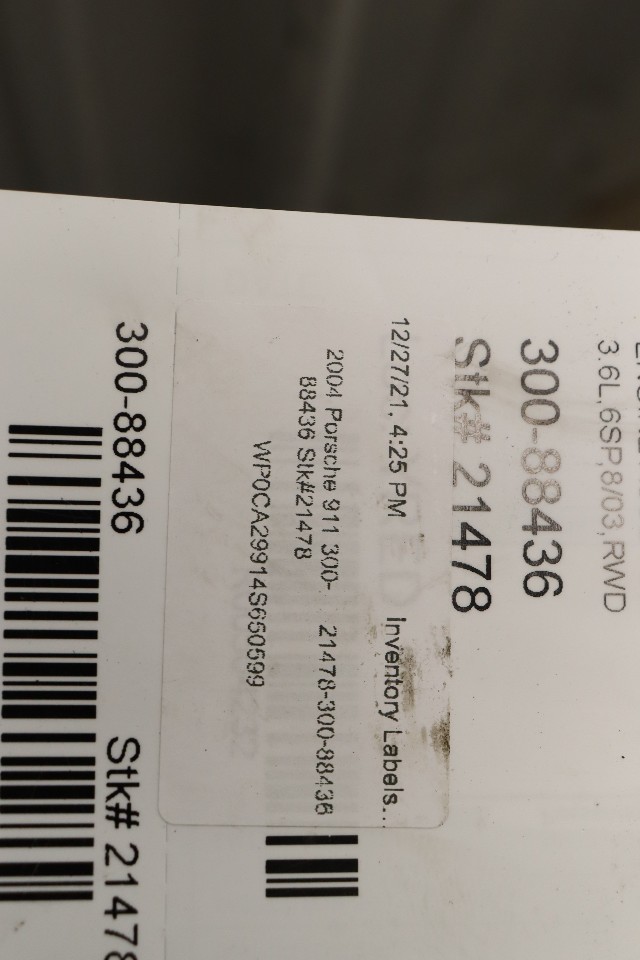 3.6L,6SP,8/03,RWD
300-88436
Stk# 21478
12/27/21, 4:25 PM Inventory Labels...
2004 Porsche 911 300-
88436 Stk#21478
21478-300-88436
WP0CA29914S650599
300-88436
Stk# 21478